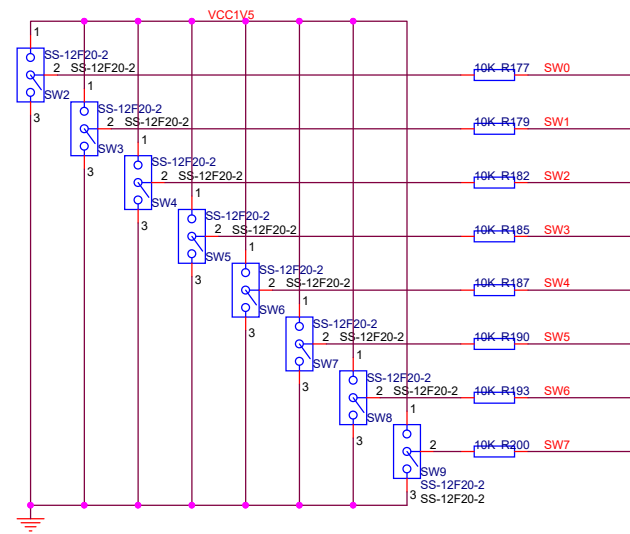 VCC1V5
1
SS-12F20-2
2 SS-12F20-2 10K R177 SW0
SW2
1
SS-12F20-2
3
2 SS-12F20-2 10K R179 SW1
1
SW3
SS-12F20-2
3
2 SS-12F20-2 10K R182 SW2
1
SW4
SS-12F20-2
3
2 SS-12F20-2 10K R185 SW3
1
SW5
SS-12F20-2
3
2 SS-12F20-2 10K R187 SW4
1
SW6
SS-12F20-2
3
2 SS-12F20-2 10K R190 SW5
1
SW7
SS-12F20-2
3
2 SS-12F20-2 10K R193 SW6
1
SW8
3
2 10K R200 SW7
SW9
SS-12F20-2
3 SS-12F20-2